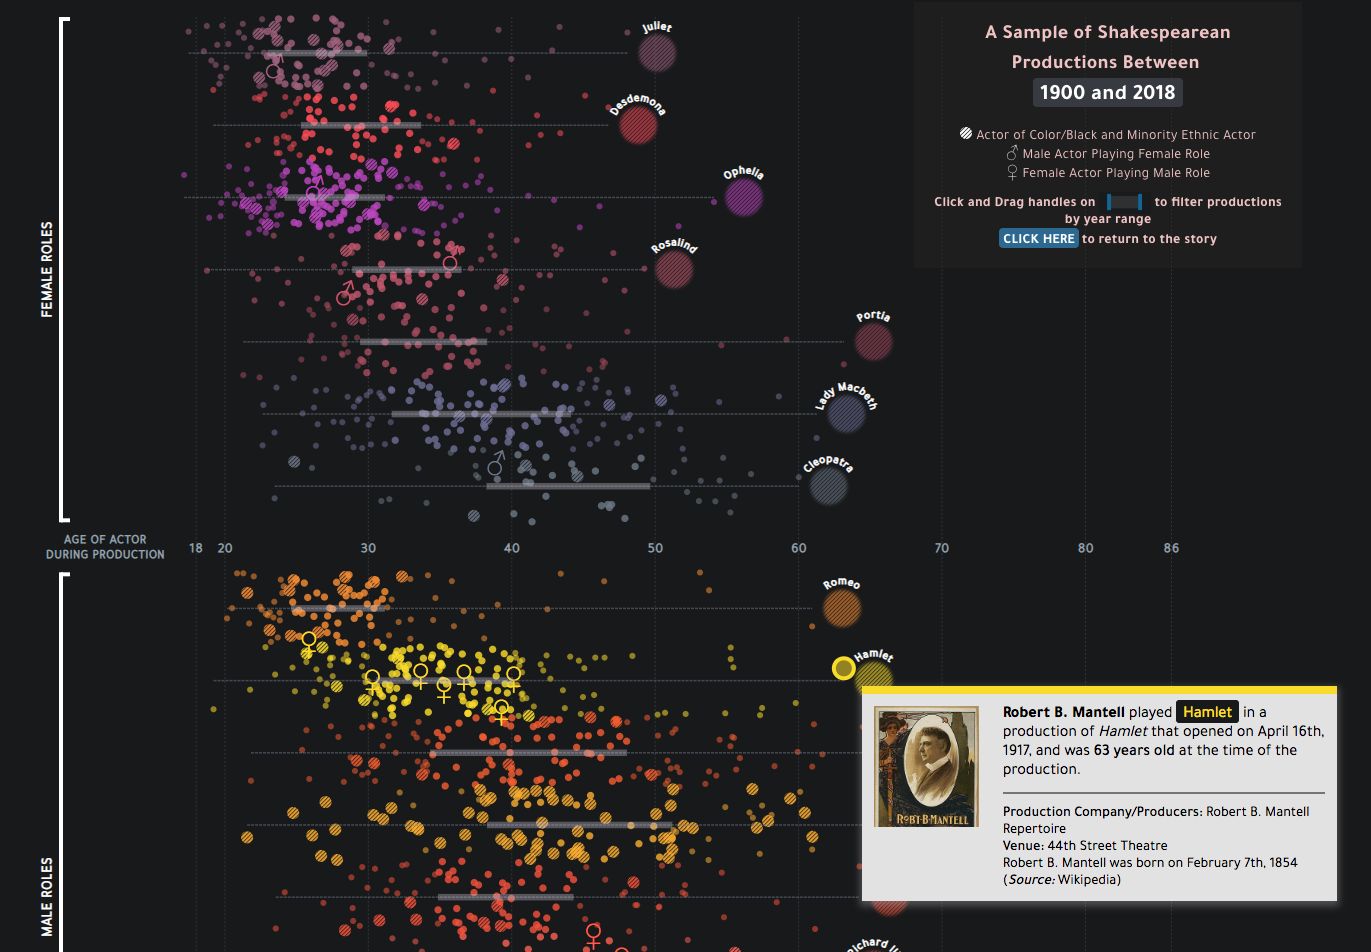 A Sample of Shakespearean
Productions Between
1900 and 2018
Actor of Color/Black and Minority Ethnic Actor
♂ Male Actor Playing Female Role
♀ Female Actor Playing Male Role
Click and Drag handles on to filter productions
by year range
CLICK HERE to return to the story
FEMALE ROLES
Juliet
Desdemona
Ophelia
Rosalind
Portia
Lady Macbeth
Cleopatra
AGE OF ACTOR
DURING PRODUCTION
18 20 30 40 50 60 70 80 86
MALE ROLES
Romeo
Hamlet
Robert B. Mantell played Hamlet in a
production of Hamlet that opened on April 16th,
1917, and was 63 years old at the time of the
production.
Production Company/Producers: Robert B. Mantell
Repertoire
Venue: 44th Street Theatre
Robert B. Mantell was born on February 7th, 1854
(Source: Wikipedia)
ROBT·B·MANTELL